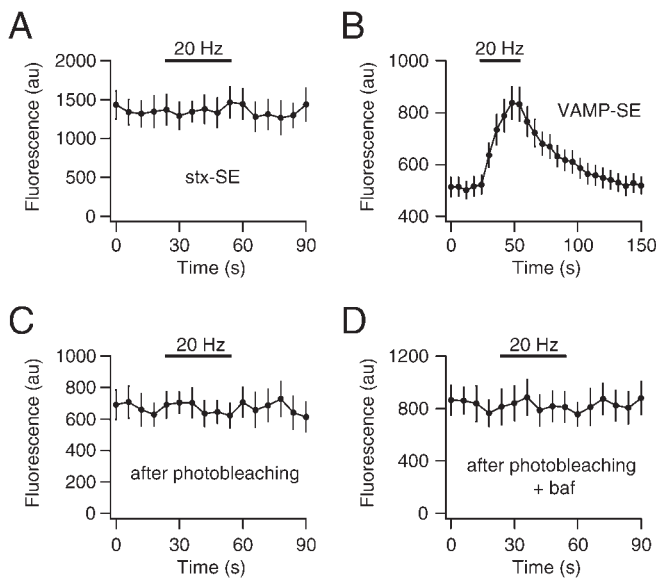 A
20 Hz
Fluorescence (au)
2000
1500
1000
500
0
stx-SE
0 30 60 90
Time (s)
B
20 Hz
Fluorescence (au)
1000
800
600
400
VAMP-SE
0 50 100 150
Time (s)
C
20 Hz
Fluorescence (au)
1000
800
600
400
200
0
after photobleaching
0 30 60 90
Time (s)
D
20 Hz
Fluorescence (au)
1200
800
400
0
after photobleaching
+ baf
0 30 60 90
Time (s)